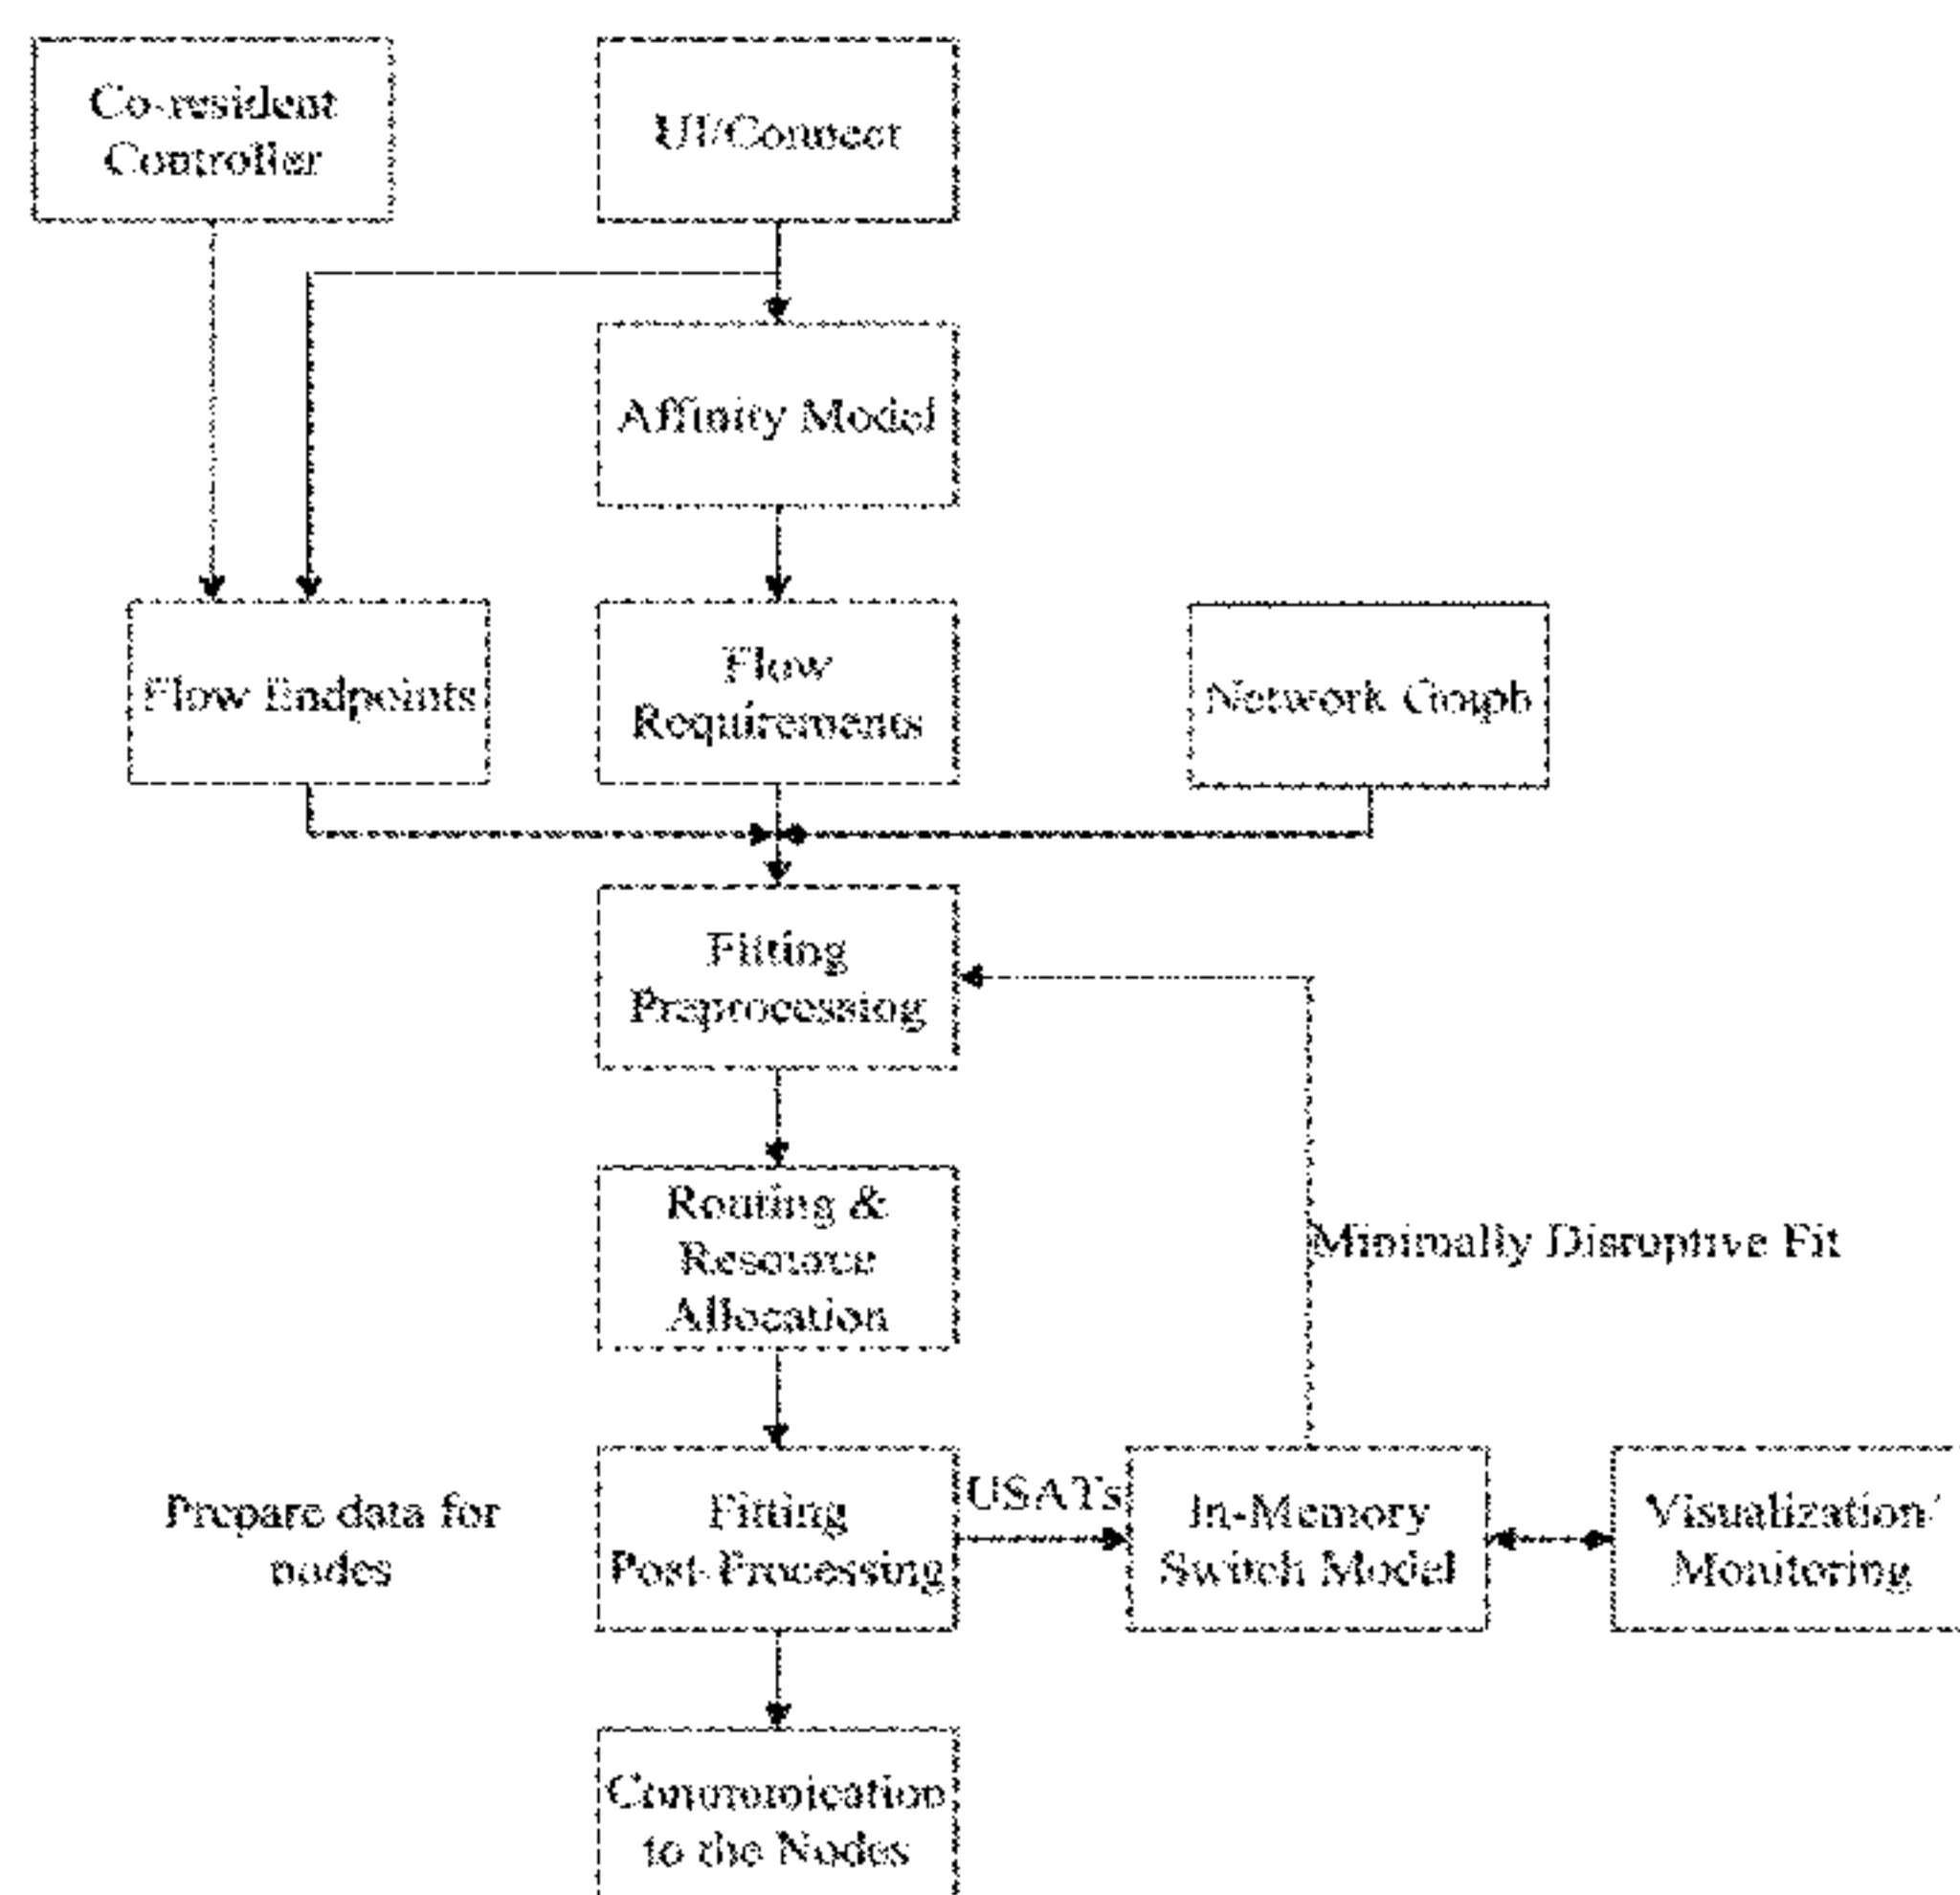 Co-resident
Controller
UI/Connect
Affinity Model
Flow Endpoints
Flow
Requirements
Network Graph
Fitting
Preprocessing
Routing &
Resource
Allocation
Minimally Disruptive Fit
Prepare data for
nodes
Fitting
Post-Processing
USATs
In-Memory
Switch Model
Visualization/
Monitoring
Communication
to the Nodes